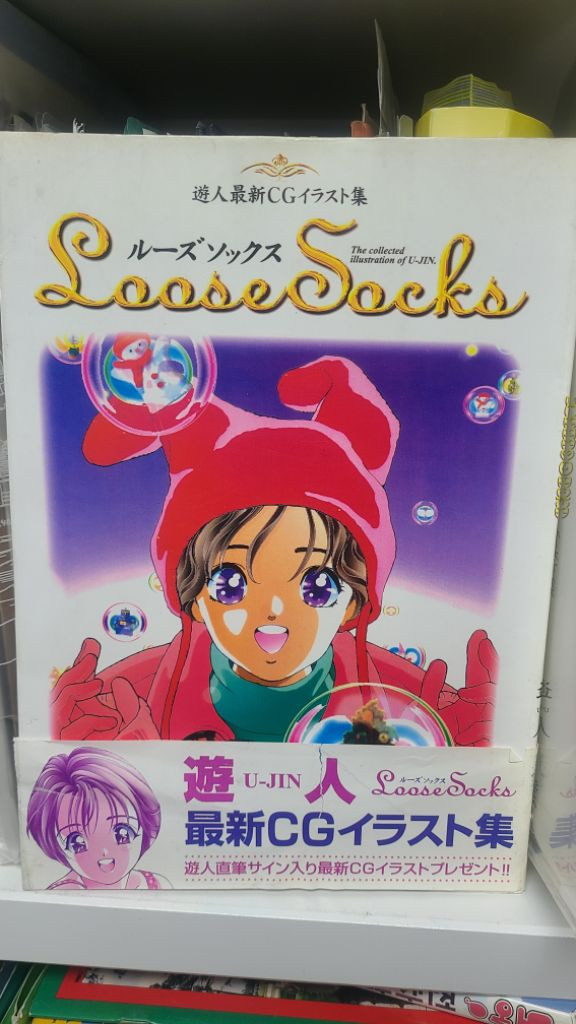 遊人最新CGイラスト集
ルーズソックス
The collected
illustration of U-JIN.
LooseSocks
遊人 U-JIN
ルーズソックス
LooseSocks
最新CGイラスト集
遊人直筆サイン入り最新CGイラストプレゼント!!